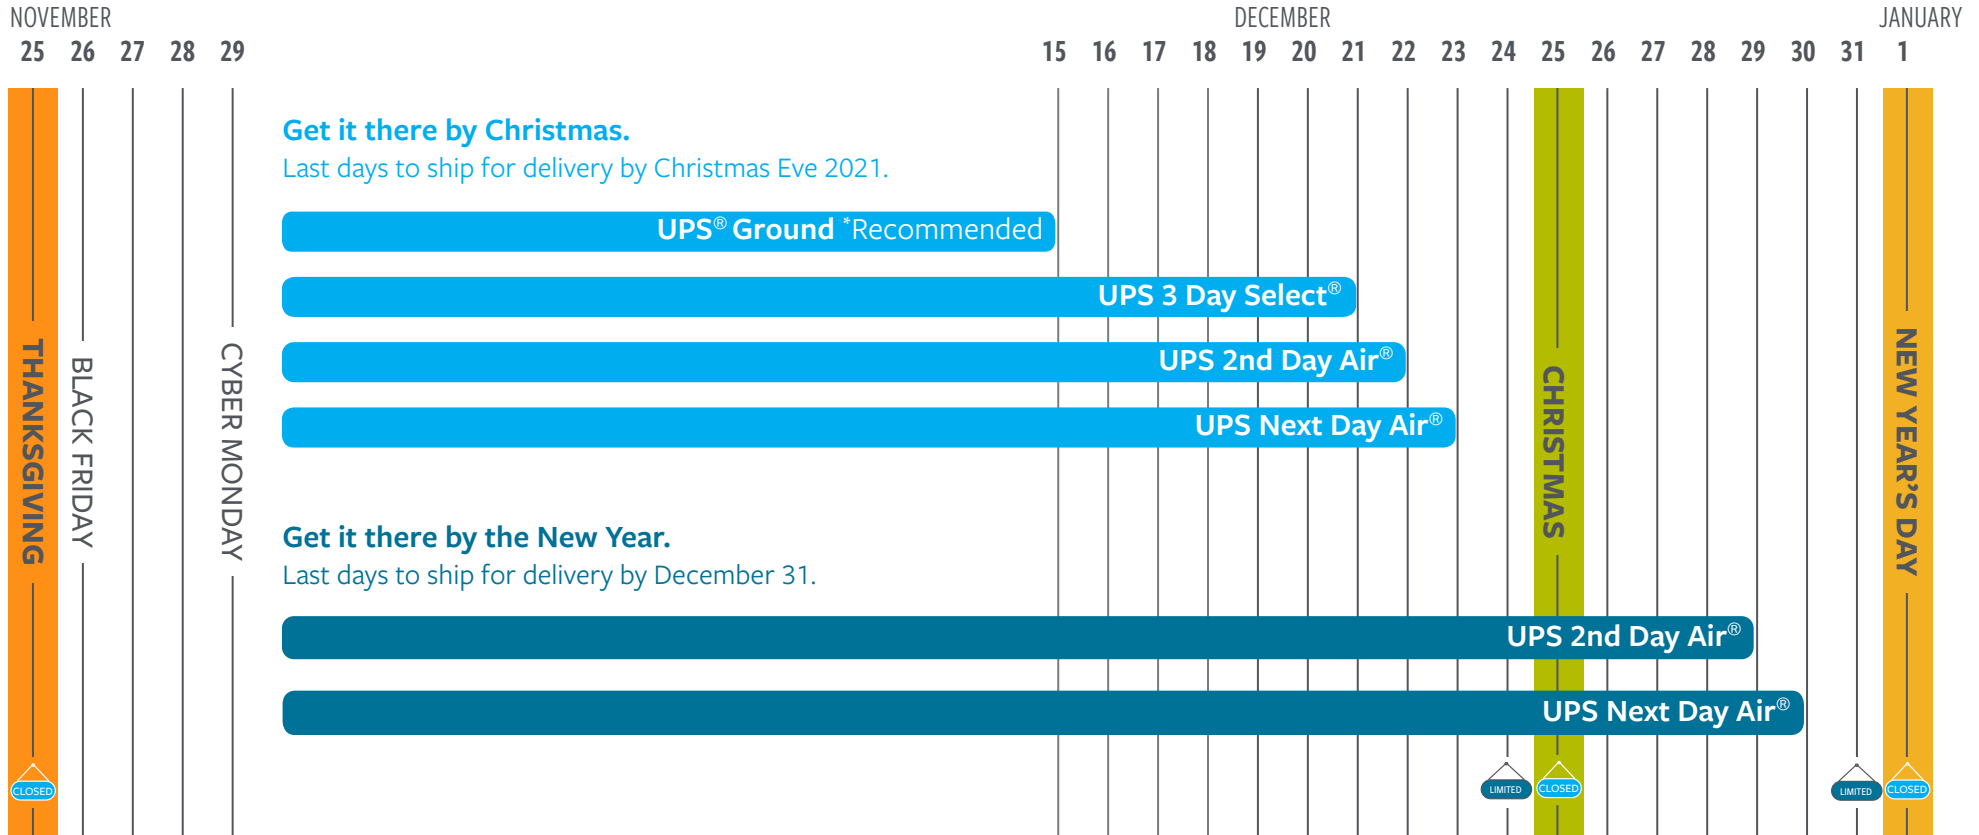 NOVEMBER DECEMBER JANUARY
25 26 27 28 29 15 16 17 18 19 20 21 22 23 24 25 26 27 28 29 30 31 1
Get it there by Christmas.
Last days to ship for delivery by Christmas Eve 2021.
UPS® Ground *Recommended
UPS 3 Day Select®
UPS 2nd Day Air®
UPS Next Day Air®
THANKSGIVING
BLACK FRIDAY
CYBER MONDAY
CHRISTMAS
NEW YEAR'S DAY
Get it there by the New Year.
Last days to ship for delivery by December 31.
UPS 2nd Day Air®
UPS Next Day Air®
CLOSED LIMITED CLOSED LIMITED CLOSED